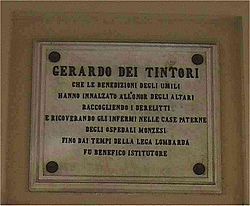 GERARDO DEI TINTORI
CHE LE BENEDIZIONI DEGLI UMILI
HANNO INNALZATO ALL'ONOR DEGLI ALTARI
RACCOGLIENDO I DERELITTI
E RICOVERANDO GLI INFERMI NELLE CASE PATERNE
DEGLI OSPEDALI MONZESI
FINO DAI TEMPI DELLA LEGA LOMBARDA
FU BENEFICO ISTITUTORE